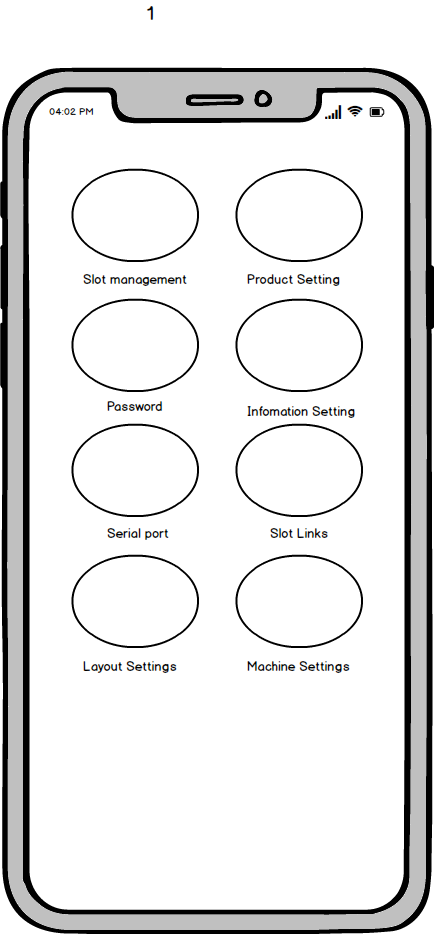 1
04:02 PM
Slot management
Product Setting
Password
Infomation Setting
Serial port
Slot Links
Layout Settings
Machine Settings